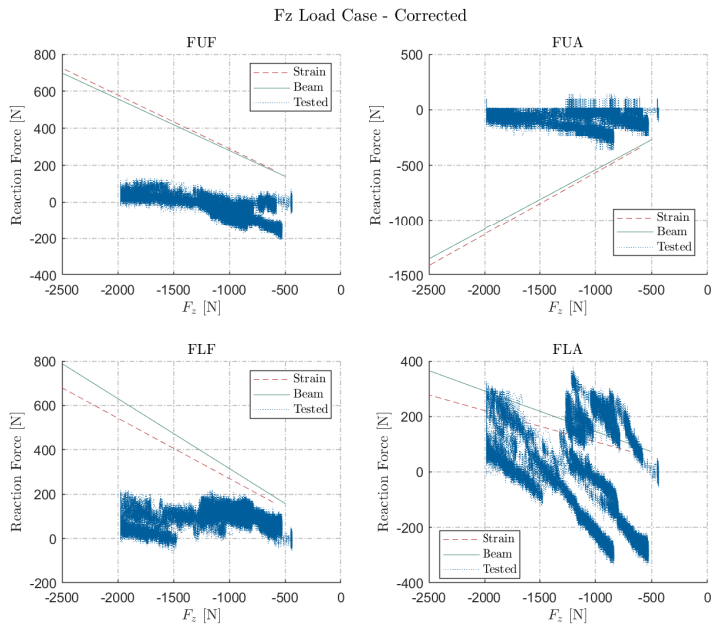 Fz Load Case - Corrected
FUF
800
600
400
200
0
-200
-400
Reaction Force [N]
-2500 -2000 -1500 -1000 -500 0
F_z [N]
Strain
Beam
Tested
FUA
500
0
-500
-1000
-1500
Reaction Force [N]
-2500 -2000 -1500 -1000 -500 0
F_z [N]
Strain
Beam
Tested
FLF
800
600
400
200
0
-200
Reaction Force [N]
-2500 -2000 -1500 -1000 -500 0
F_z [N]
Strain
Beam
Tested
FLA
400
200
0
-200
-400
Reaction Force [N]
-2500 -2000 -1500 -1000 -500 0
F_z [N]
Strain
Beam
Tested